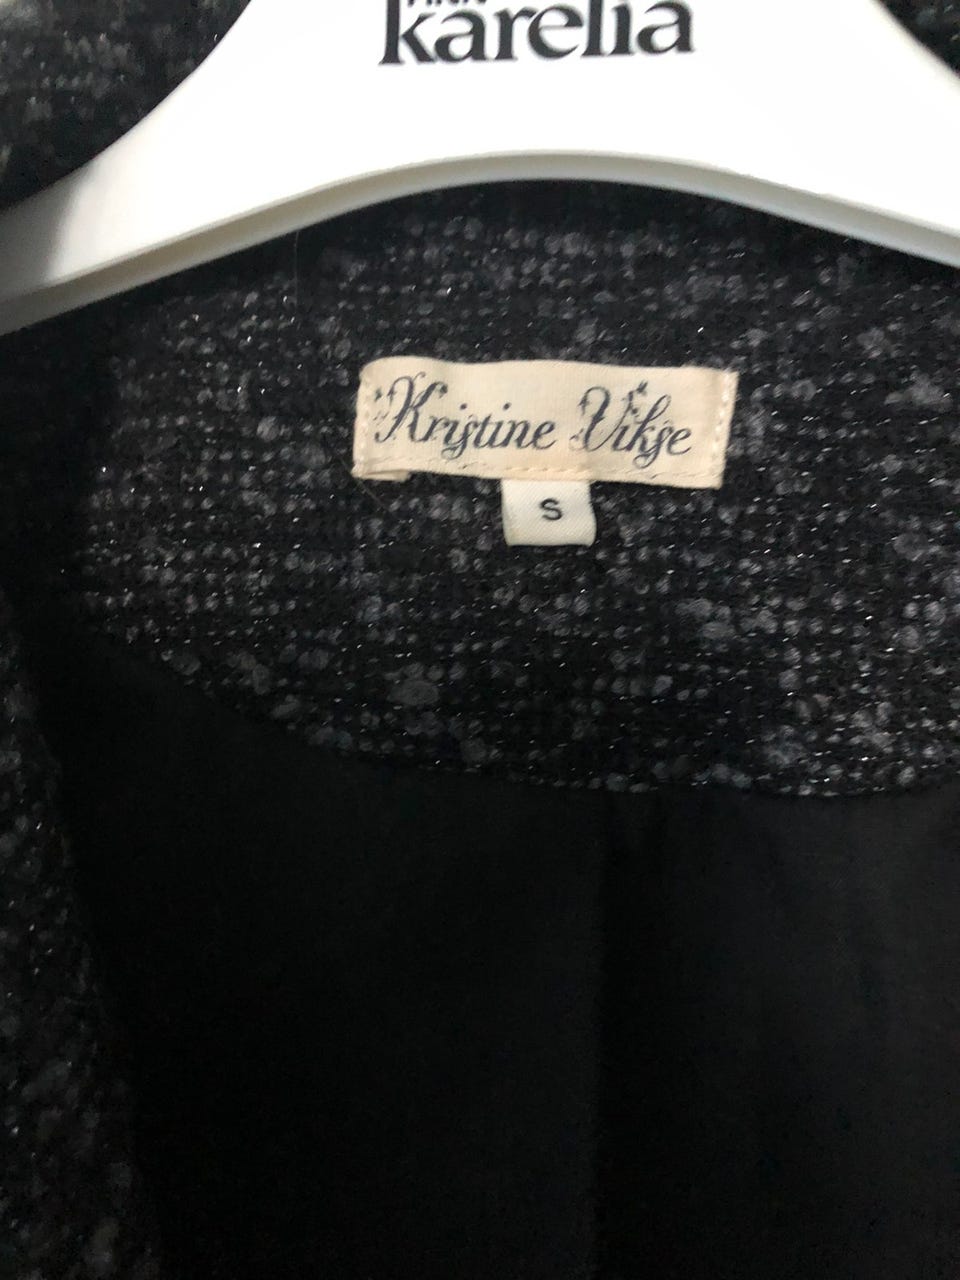 karelia
Kristine Vikse
S